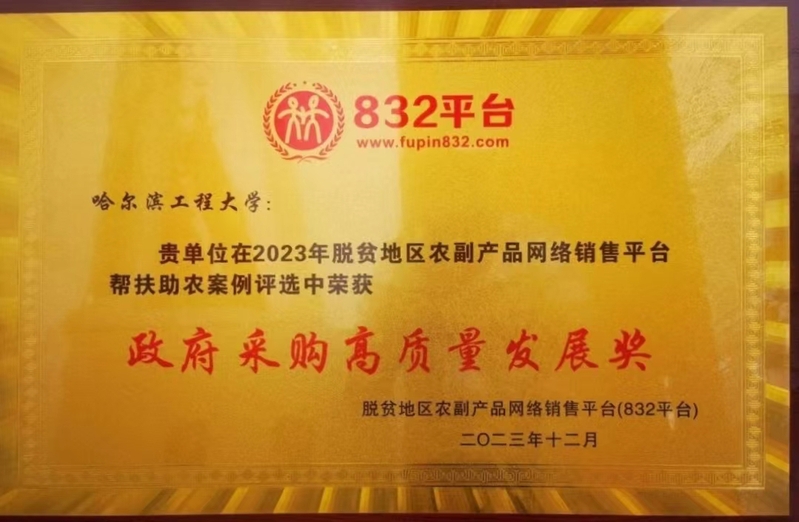 832平台
www.fupin832.com
哈尔滨工程大学:
贵单位在2023年脱贫地区农副产品网络销售平台
帮扶助农案例评选中荣获
政府采购高质量发展奖
脱贫地区农副产品网络销售平台(832平台)
二〇二三年十二月